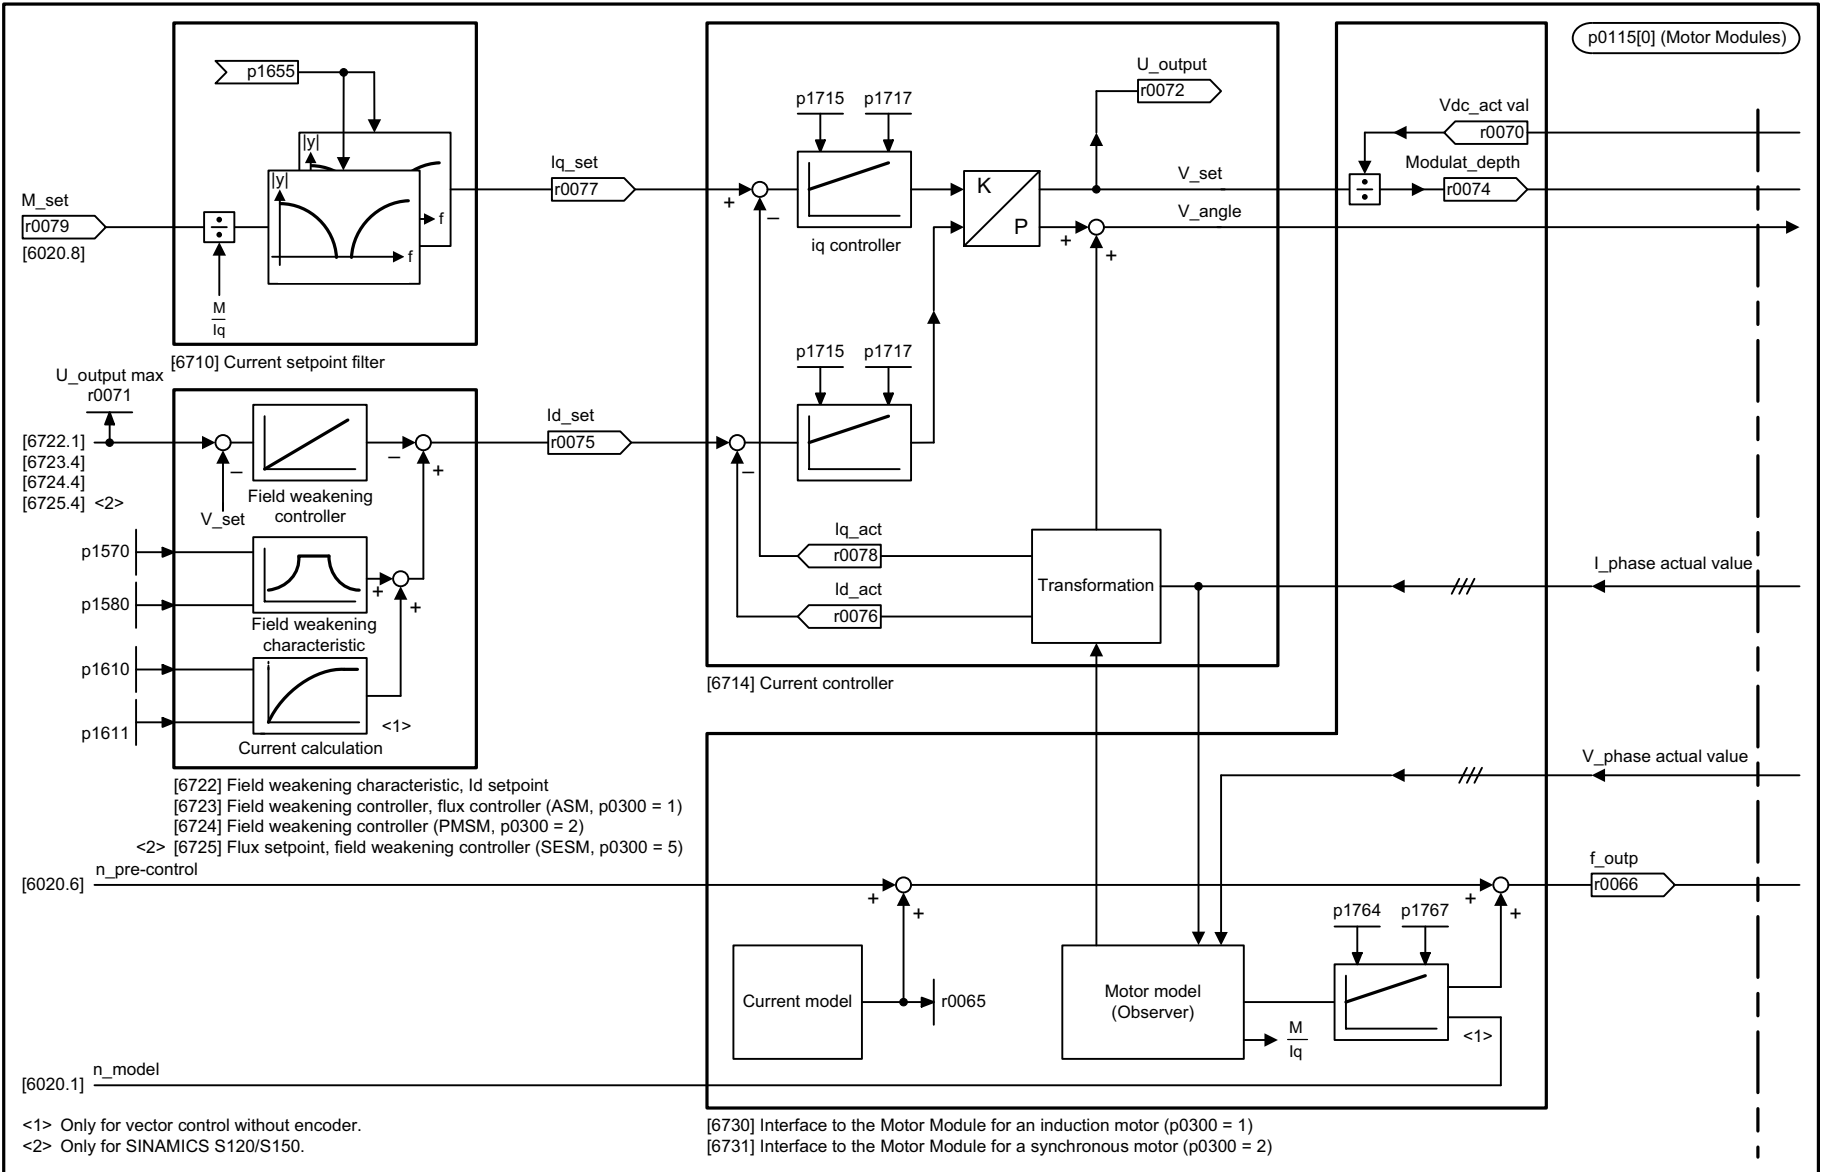 p0115[0] (Motor Modules)
p1655
|y|
f
|y|
f
M_set
r0079
[6020.8]
÷
M
Iq
[6710] Current setpoint filter
Iq_set
r0077
U_output max
r0071
[6722.1]
[6723.4]
[6724.4]
[6725.4] <2>
–
V_set
Field weakening
controller
–
+
Id_set
r0075
p1570
p1580
Field weakening
characteristic
+
+
p1610
p1611
Current calculation
<1>
[6722] Field weakening characteristic, Id setpoint
[6723] Field weakening controller, flux controller (ASM, p0300 = 1)
[6724] Field weakening controller (PMSM, p0300 = 2)
<2> [6725] Flux setpoint, field weakening controller (SESM, p0300 = 5)
p1715 p1717
+
–
iq controller
K
P
U_output
r0072
V_set
V_angle
+
+
p1715 p1717
–
Iq_act
r0078
Id_act
r0076
Transformation
[6714] Current controller
Vdc_act val
r0070
Modulat_depth
÷
r0074
I_phase actual value
V_phase actual value
[6020.6]
n_pre-control
+
+
+
+
f_outp
r0066
Current model
r0065
Motor model
(Observer)
M
Iq
p1764 p1767
<1>
[6020.1]
n_model
<1> Only for vector control without encoder.
<2> Only for SINAMICS S120/S150.
[6730] Interface to the Motor Module for an induction motor (p0300 = 1)
[6731] Interface to the Motor Module for a synchronous motor (p0300 = 2)